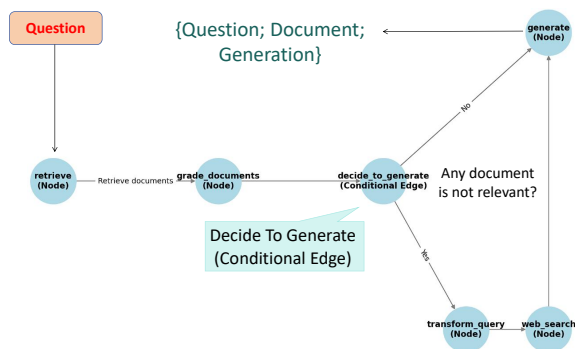 Question
{Question; Document;
Generation}
generate
(Node)
No
retrieve
(Node)
Retrieve documents
grade_documents
(Node)
decide_to_generate
(Conditional Edge)
Any document
is not relevant?
Decide To Generate
(Conditional Edge)
Yes
transform_query
(Node)
web_search
(Node)